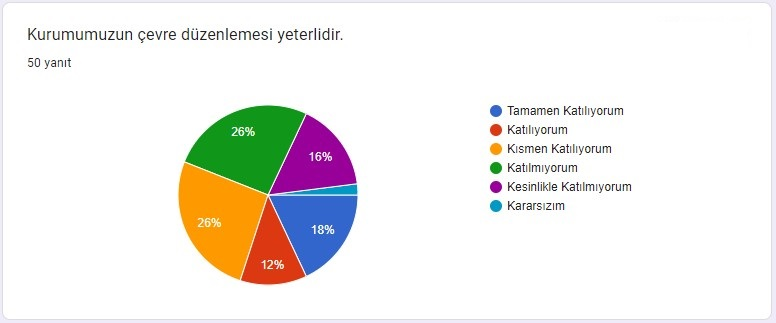 Kurumumuzun çevre düzenlemesi yeterlidir.
50 yanıt
26%
16%
26%
18%
12%
Tamamen Katılıyorum
Katılıyorum
Kısmen Katılıyorum
Katılmıyorum
Kesinlikle Katılmıyorum
Kararsızım